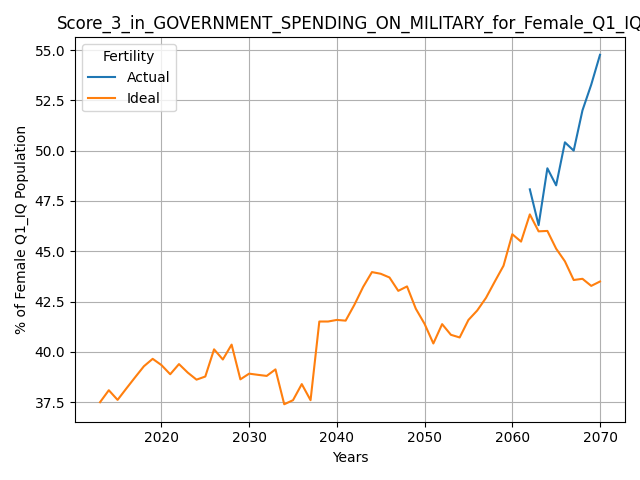 Score_3_in_GOVERNMENT_SPENDING_ON_MILITARY_for_Female_Q1_IQ
55.0
52.5
50.0
47.5
45.0
42.5
40.0
37.5
% of Female Q1_IQ Population
Fertility
Actual
Ideal
2020 2030 2040 2050 2060 2070
Years